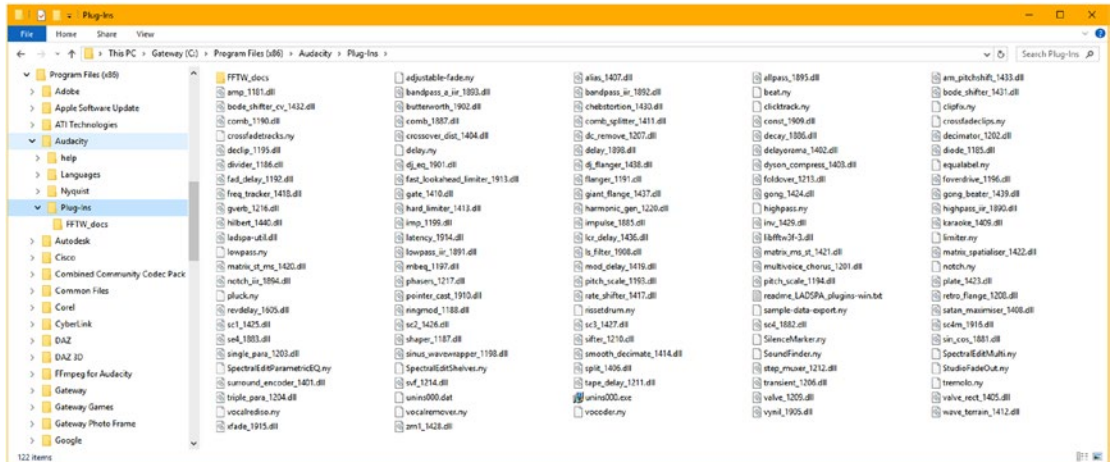 Plug-Ins
File Home Share View
This PC > Gateway (C:) > Program Files (x86) > Audacity > Plug-Ins >
Search Plug-Ins
Program Files (x86)
Adobe
Apple Software Update
ATI Technologies
Audacity
help
Languages
Nyquist
Plug-Ins
FFTW_docs
Autodesk
Cisco
Combined Community Codec Pack
Common Files
Corel
CyberLink
DAZ
DAZ 3D
FFmpeg for Audacity
Gateway
Gateway Games
Gateway Photo Frame
Google
FFTW_docs adjustable-fade.ny alias_1407.dll allpass_1895.dll am_pitchshift_1433.dll
amp_1181.dll bandpass_a_iir_1893.dll bandpass_iir_1892.dll beat.ny bode_shifter_1431.dll
bode_shifter_cv_1432.dll butterworth_1902.dll chebstortion_1430.dll clicktrack.ny clipfix.ny
comb_1190.dll comb_1887.dll comb_splitter_1411.dll const_1909.dll crossfadeclips.ny
crossfadetracks.ny crossover_dist_1404.dll dc_remove_1207.dll decay_1886.dll decimator_1202.dll
declip_1195.dll delay.ny delay_1898.dll delayorama_1402.dll diode_1185.dll
divider_1186.dll dj_eq_1901.dll dj_flanger_1438.dll dyson_compress_1403.dll equalabel.ny
fad_delay_1192.dll fast_lookahead_limiter_1913.dll flanger_1191.dll foldover_1213.dll foverdrive_1196.dll
freq_tracker_1418.dll gate_1410.dll giant_flange_1437.dll gong_1424.dll gong_beater_1439.dll
gverb_1216.dll hard_limiter_1413.dll harmonic_gen_1220.dll highpass.ny highpass_iir_1890.dll
hilbert_1440.dll imp_1199.dll impulse_1885.dll inv_1429.dll karaoke_1409.dll
ladspa-util.dll latency_1914.dll lcr_delay_1436.dll libfftw3f-3.dll limiter.ny
lowpass.ny lowpass_iir_1891.dll ls_filter_1908.dll matrix_ms_st_1421.dll matrix_spatialiser_1422.dll
matrix_st_ms_1420.dll mbeq_1197.dll mod_delay_1419.dll multivoice_chorus_1201.dll notch.ny
notch_iir_1894.dll phasers_1217.dll pitch_scale_1193.dll pitch_scale_1194.dll plate_1423.dll
pluck.ny pointer_cast_1910.dll rate_shifter_1417.dll readme_LADSPA_plugins-win.txt retro_flange_1208.dll
revdelay_1605.dll ringmod_1188.dll rissetdrum.ny sample-data-export.ny satan_maximiser_1408.dll
sc1_1425.dll sc2_1426.dll sc3_1427.dll sc4_1882.dll sc4m_1916.dll
se4_1883.dll shaper_1187.dll sifter_1210.dll SilenceMarker.ny sin_cos_1881.dll
single_para_1203.dll sinus_wavewrapper_1198.dll smooth_decimate_1414.dll SoundFinder.ny SpectralEditMulti.ny
SpectralEditParametricEQ.ny SpectralEditShelves.ny split_1406.dll step_muxer_1212.dll StudioFadeOut.ny
surround_encoder_1401.dll svf_1214.dll tape_delay_1211.dll transient_1206.dll tremolo.ny
triple_para_1204.dll unins000.dat unins000.exe valve_1209.dll valve_rect_1405.dll
vocalrediso.ny vocalremover.ny vocoder.ny vynil_1905.dll wave_terrain_1412.dll
xfade_1915.dll zm1_1428.dll
122 items